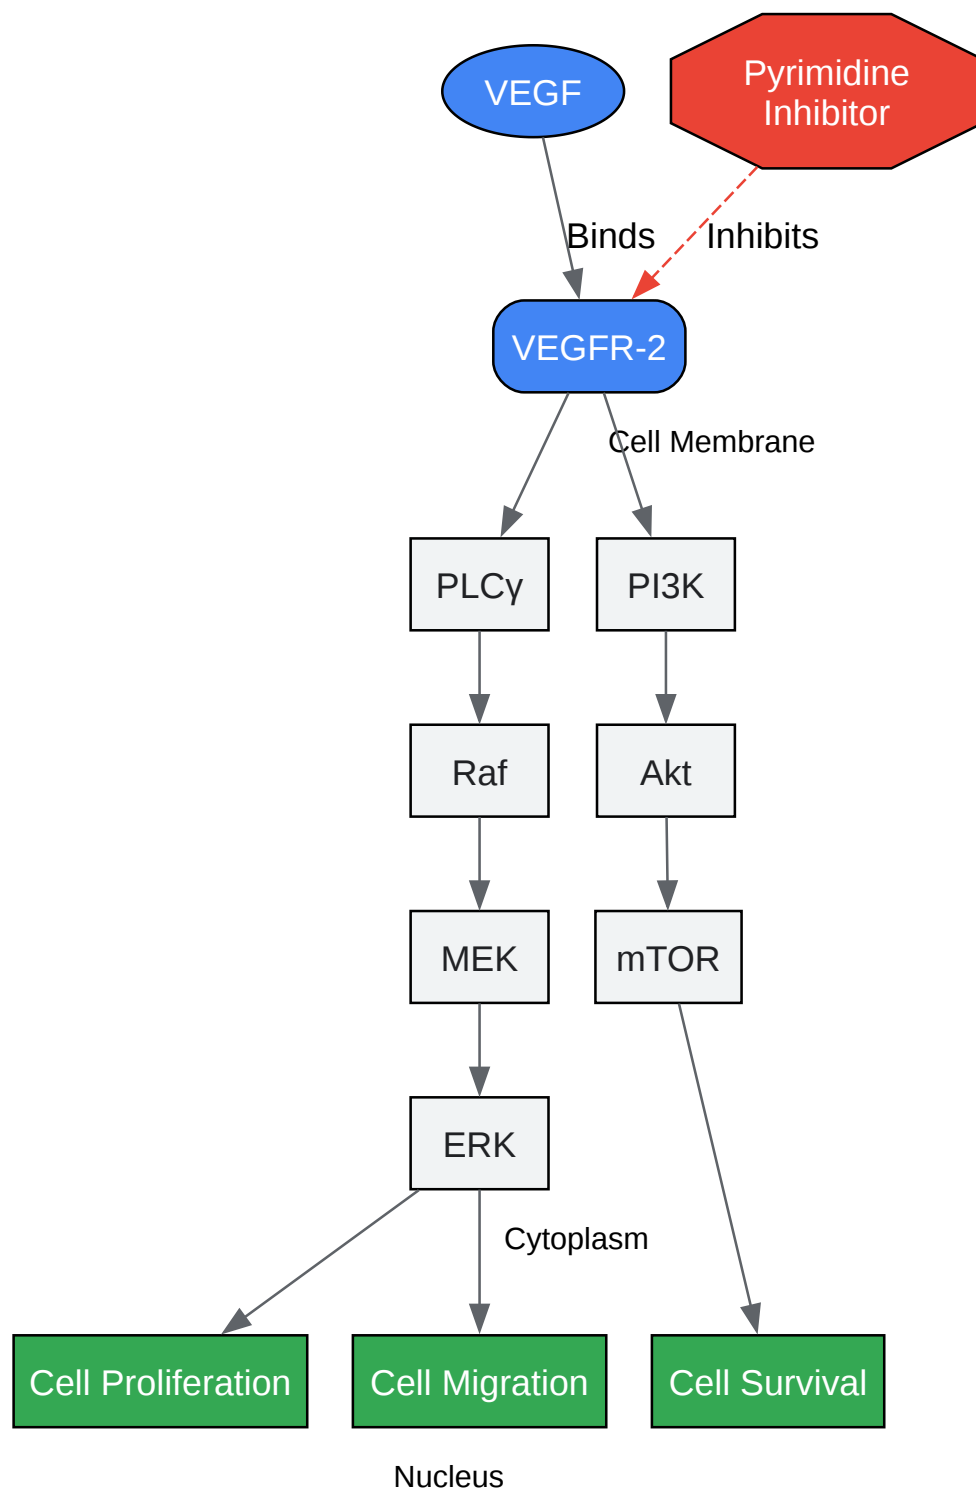 VEGF
Pyrimidine
Inhibitor
Binds
Inhibits
VEGFR-2
Cell Membrane
PLCγ
PI3K
Raf
Akt
MEK
mTOR
ERK
Cytoplasm
Cell Proliferation
Cell Migration
Cell Survival
Nucleus